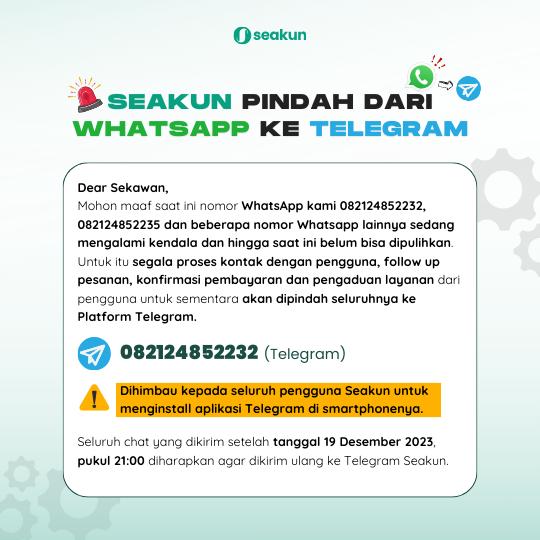 seakun
SEAKUN PINDAH DARI
WHATSAPP KE TELEGRAM
Dear Sekawan,
Mohon maaf saat ini nomor WhatsApp kami 082124852232,
082124852235 dan beberapa nomor Whatsapp lainnya sedang
mengalami kendala dan hingga saat ini belum bisa dipulihkan.
Untuk itu segala proses kontak dengan pengguna, follow up
pesanan, konfirmasi pembayaran dan pengaduan layanan dari
pengguna untuk sementara akan dipindah seluruhnya ke
Platform Telegram.
082124852232 (Telegram)
Dihimbau kepada seluruh pengguna Seakun untuk
menginstall aplikasi Telegram di smartphonenya.
Seluruh chat yang dikirim setelah tanggal 19 Desember 2023,
pukul 21:00 diharapkan agar dikirim ulang ke Telegram Seakun.